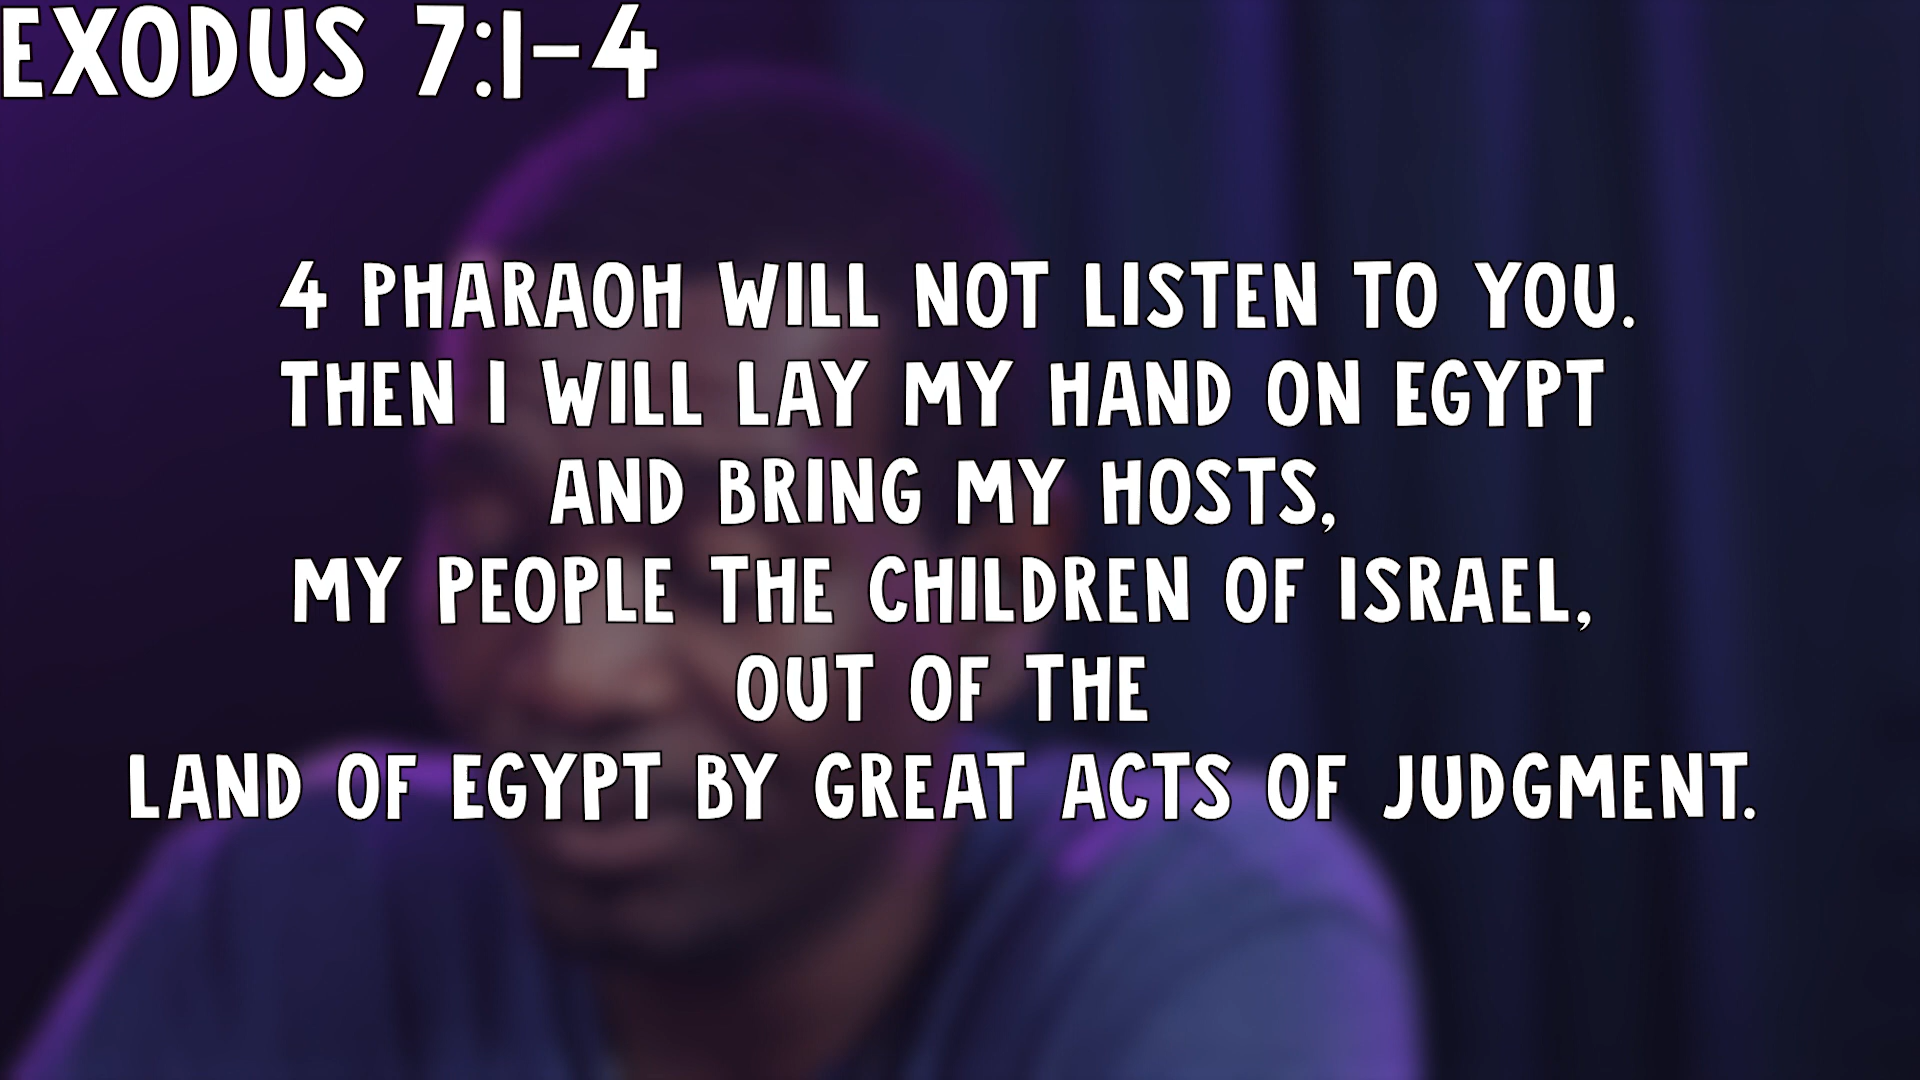 EXODUS 7:1-4
4 PHARAOH WILL NOT LISTEN TO YOU.
THEN I WILL LAY MY HAND ON EGYPT
AND BRING MY HOSTS,
MY PEOPLE THE CHILDREN OF ISRAEL,
OUT OF THE
LAND OF EGYPT BY GREAT ACTS OF JUDGMENT.